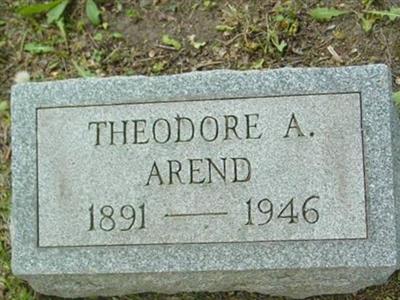 THEODORE A.
AREND
1891 — 1946